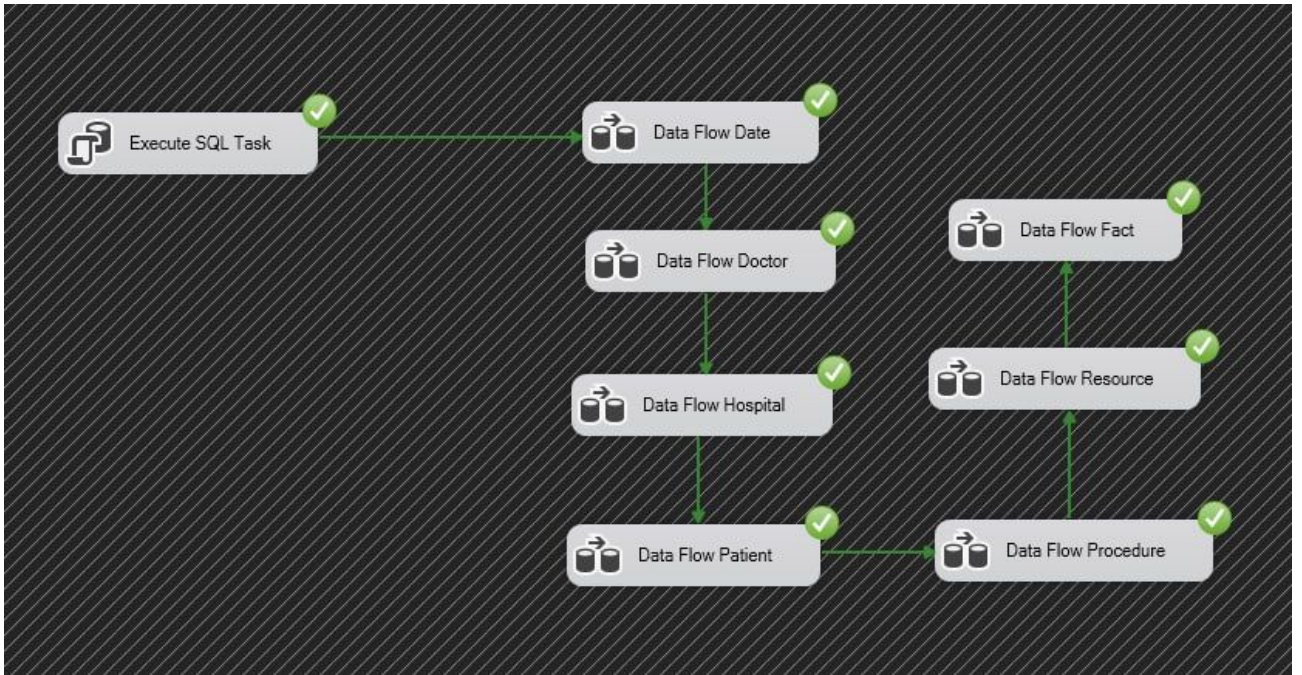 Execute SQL Task
Data Flow Date
Data Flow Doctor
Data Flow Hospital
Data Flow Patient
Data Flow Procedure
Data Flow Resource
Data Flow Fact